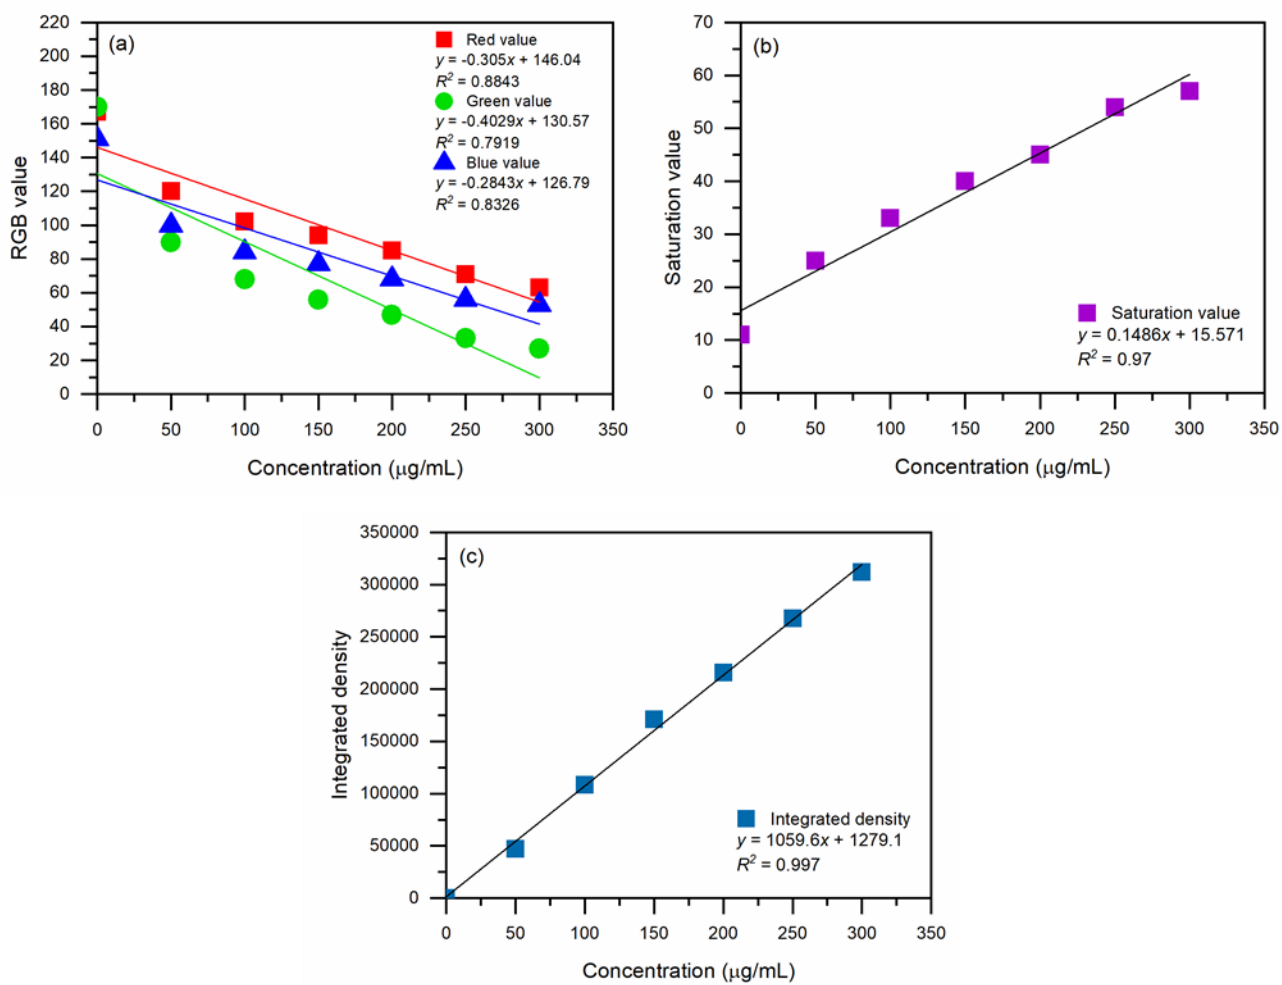 (a)
Red value
y = -0.305x + 146.04
R² = 0.8843
Green value
y = -0.4029x + 130.57
R² = 0.7919
Blue value
y = -0.2843x + 126.79
R² = 0.8326
RGB value
220
200
180
160
140
120
100
80
60
40
20
0
0 50 100 150 200 250 300 350
Concentration (μg/mL)
(b)
Saturation value
70
60
50
40
30
20
10
0
Saturation value
y = 0.1486x + 15.571
R² = 0.97
0 50 100 150 200 250 300 350
Concentration (μg/mL)
(c)
Integrated density
350000
300000
250000
200000
150000
100000
50000
0
Integrated density
y = 1059.6x + 1279.1
R² = 0.997
0 50 100 150 200 250 300 350
Concentration (μg/mL)